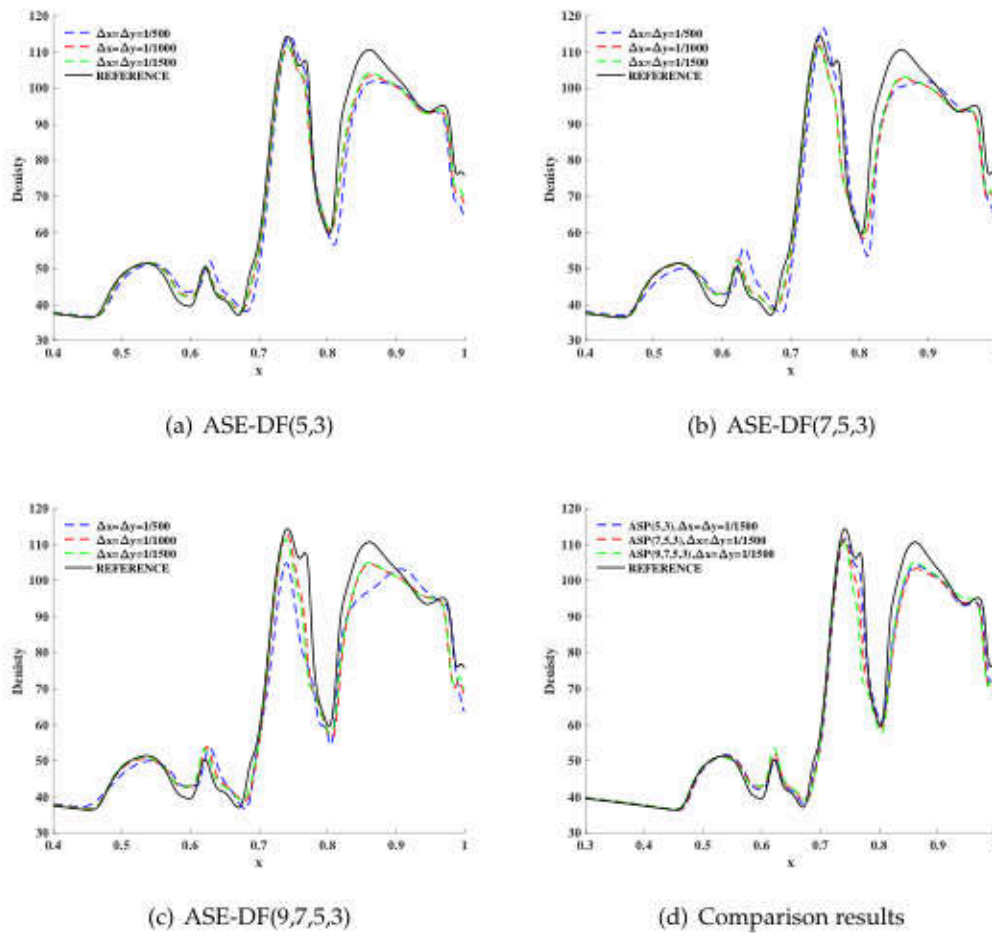 120
110
100
90
80
70
60
50
40
30
Denisty
Δx=Δy=1/500
Δx=Δy=1/1000
Δx=Δy=1/1500
REFERENCE
0.4 0.5 0.6 0.7 0.8 0.9 1
x
(a) ASE-DF(5,3)
120
110
100
90
80
70
60
50
40
30
Denisty
Δx=Δy=1/500
Δx=Δy=1/1000
Δx=Δy=1/1500
REFERENCE
0.4 0.5 0.6 0.7 0.8 0.9 1
x
(b) ASE-DF(7,5,3)
120
110
100
90
80
70
60
50
40
30
Denisty
Δx=Δy=1/500
Δx=Δy=1/1000
Δx=Δy=1/1500
REFERENCE
0.4 0.5 0.6 0.7 0.8 0.9 1
x
(c) ASE-DF(9,7,5,3)
120
110
100
90
80
70
60
50
40
30
Denisty
ASP(5,3),Δx=Δy=1/1500
ASP(7,5,3),Δx=Δy=1/1500
ASP(9,7,5,3),Δx=Δy=1/1500
REFERENCE
0.3 0.5 0.6 0.7 0.8 0.9 1
x
(d) Comparison results